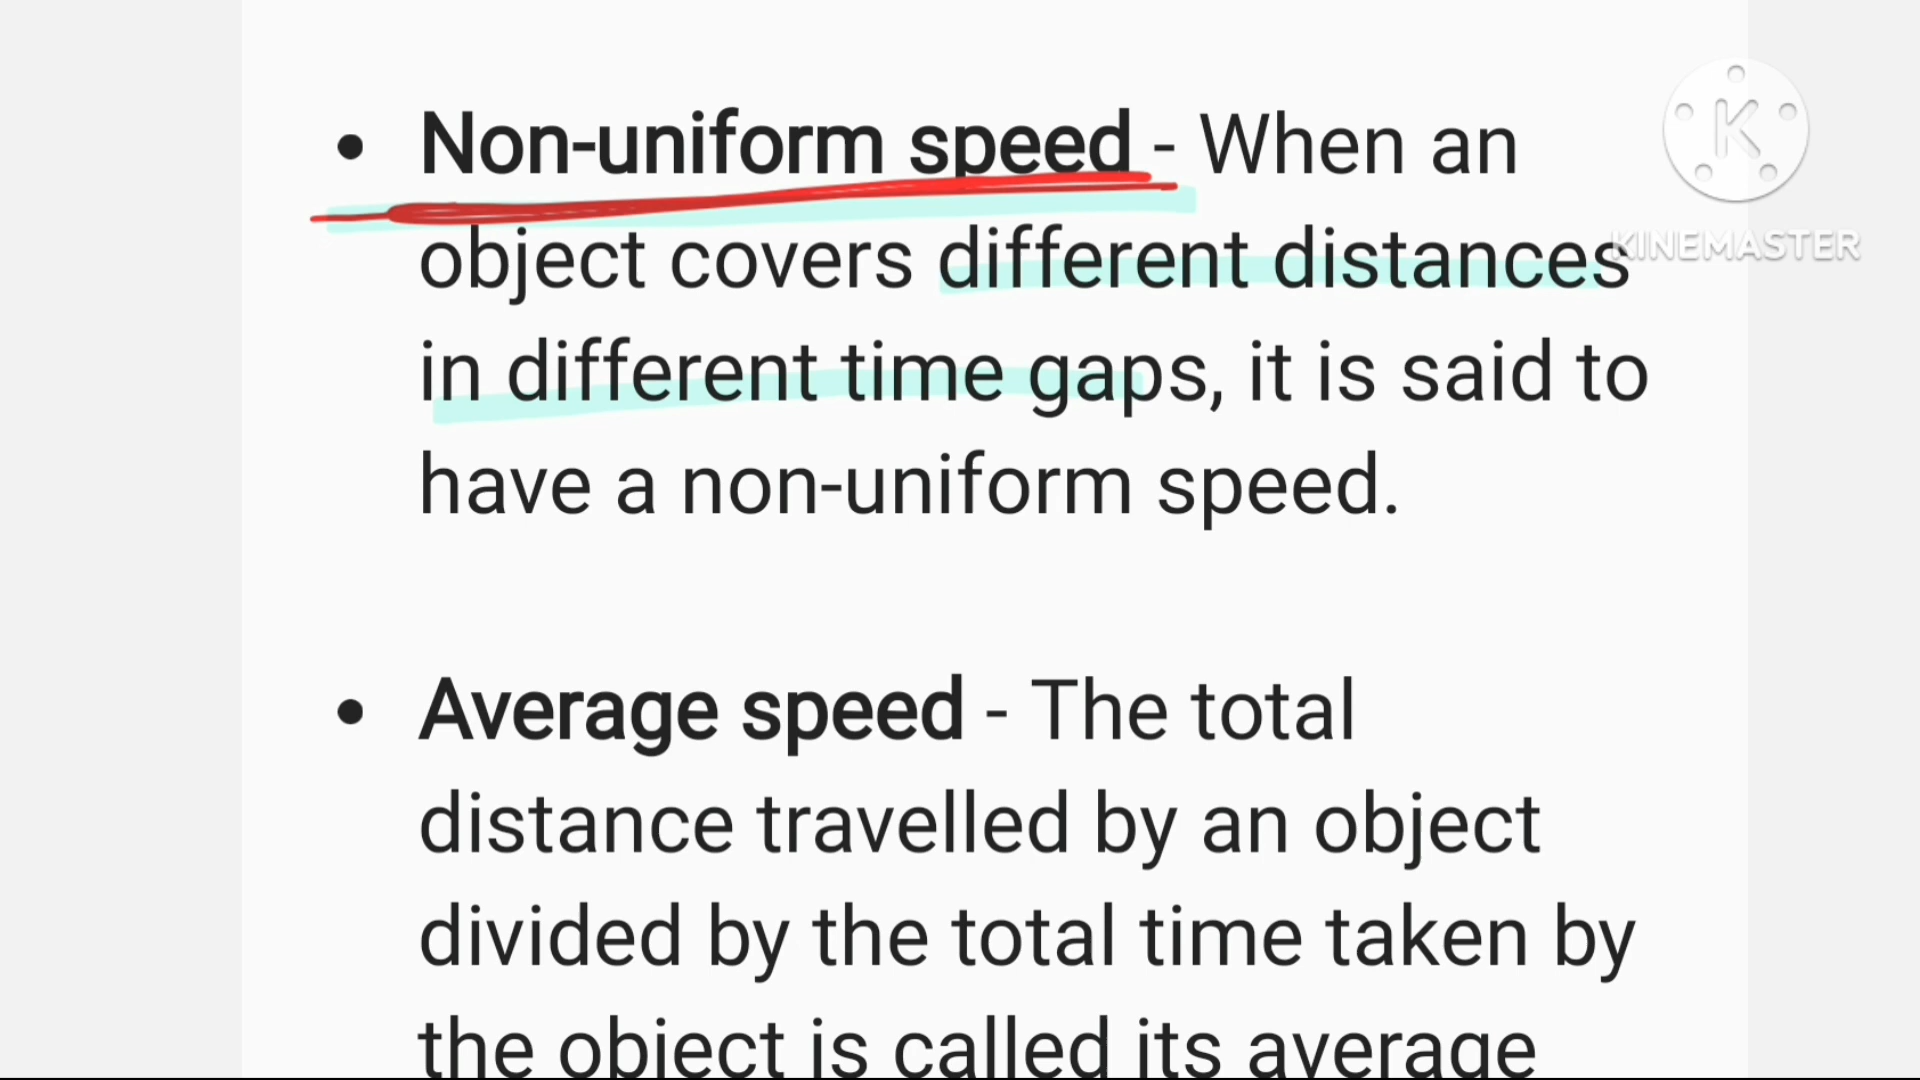 • Non-uniform speed - When an
object covers different distances
in different time gaps, it is said to
have a non-uniform speed.
• Average speed - The total
distance travelled by an object
divided by the total time taken by
the object is called its average
K
KINEMASTER